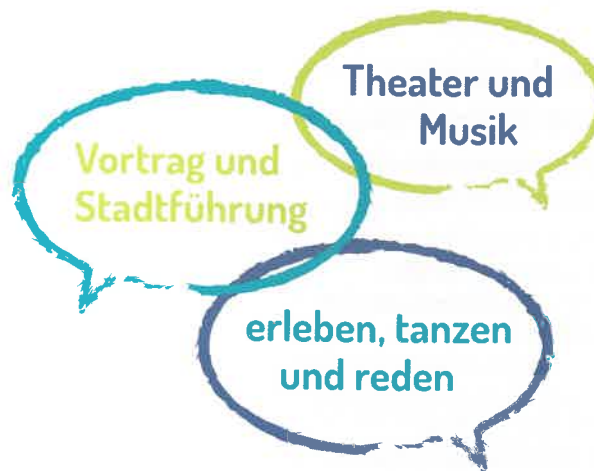 Theater und
Musik
Vortrag und
Stadtführung
erleben, tanzen
und reden